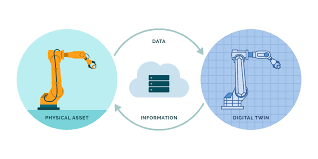 DATA
PHYSICAL ASSET
INFORMATION
DIGITAL TWIN